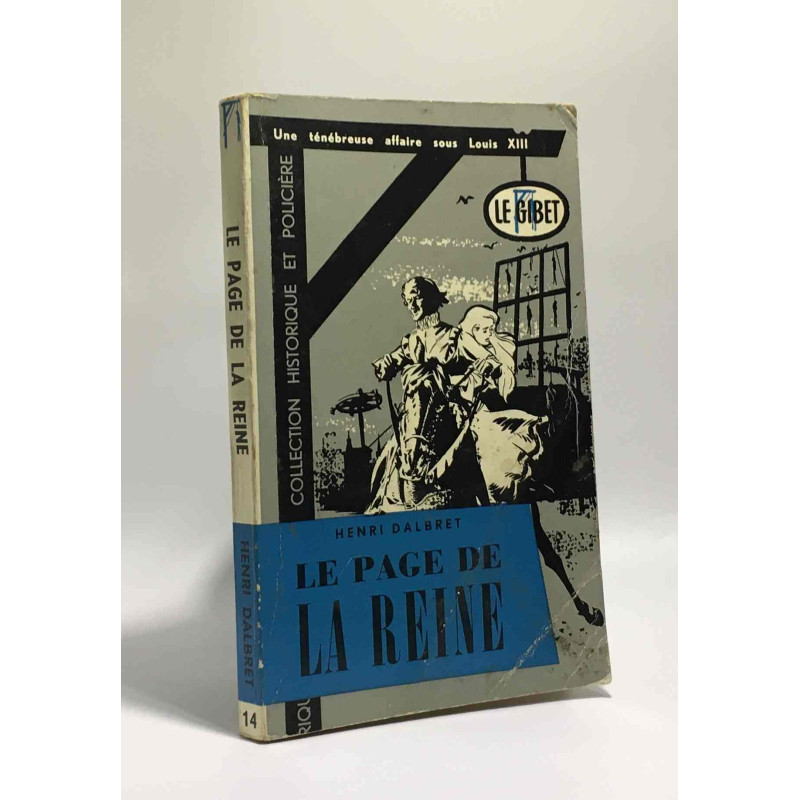 Une ténébreuse affaire sous Louis XIII
LE GIBET
COLLECTION HISTORIQUE ET POLICIÈRE
RIQU
HENRI DALBRET
LE PAGE DE
LA REINE
LE PAGE DE LA REINE
HENRI DALBRET
14